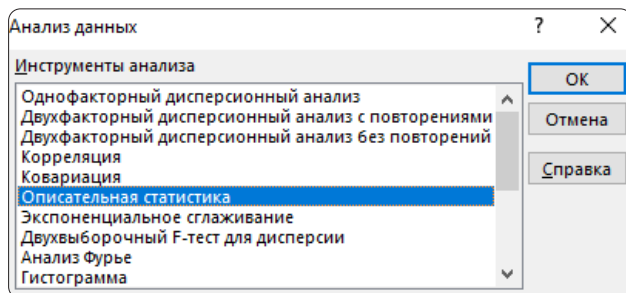 Анализ данных ?
Инструменты анализа
Однофакторный дисперсионный анализ
Двухфакторный дисперсионный анализ с повторениями
Двухфакторный дисперсионный анализ без повторений
Корреляция
Ковариация
Описательная статистика
Экспоненциальное сглаживание
Двухвыборочный F-тест для дисперсии
Анализ Фурье
Гистограмма
ОК
Отмена
Справка